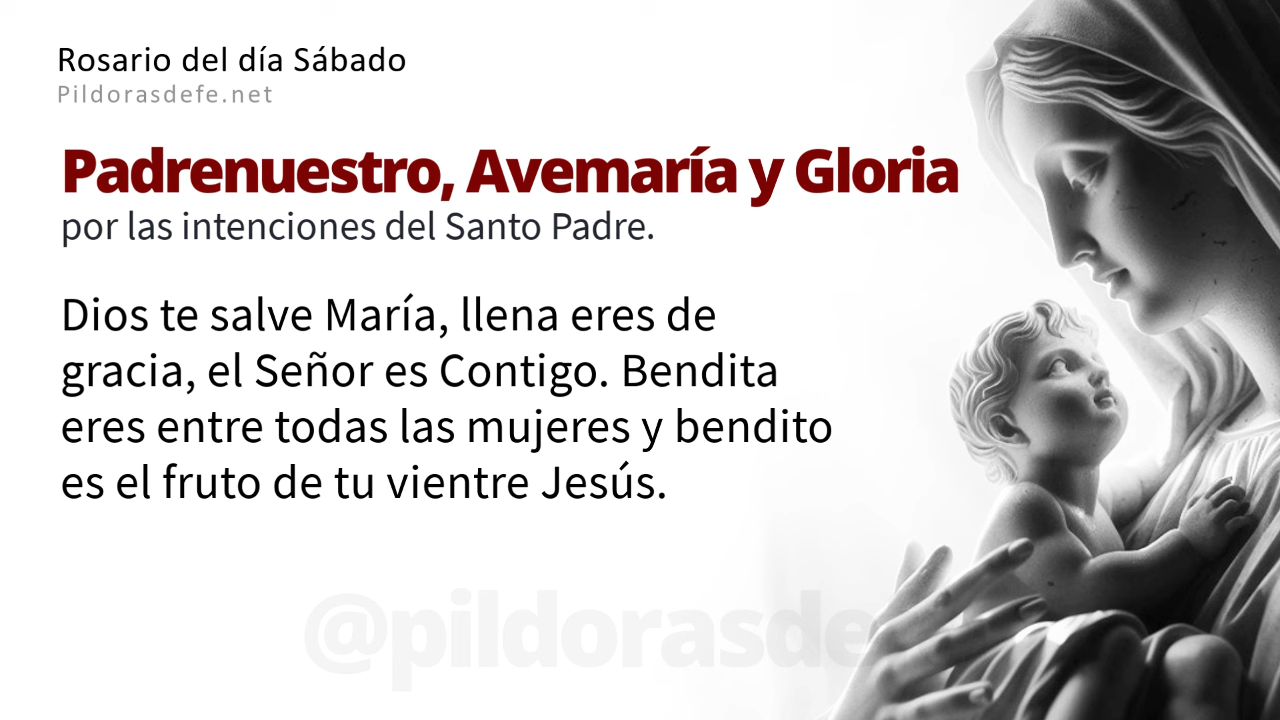 Rosario del día Sábado
Pildorasdefe.net
Padrenuestro, Avemaría y Gloria
por las intenciones del Santo Padre.
Dios te salve María, llena eres de
gracia, el Señor es Contigo. Bendita
eres entre todas las mujeres y bendito
es el fruto de tu vientre Jesús.
@pildorasde